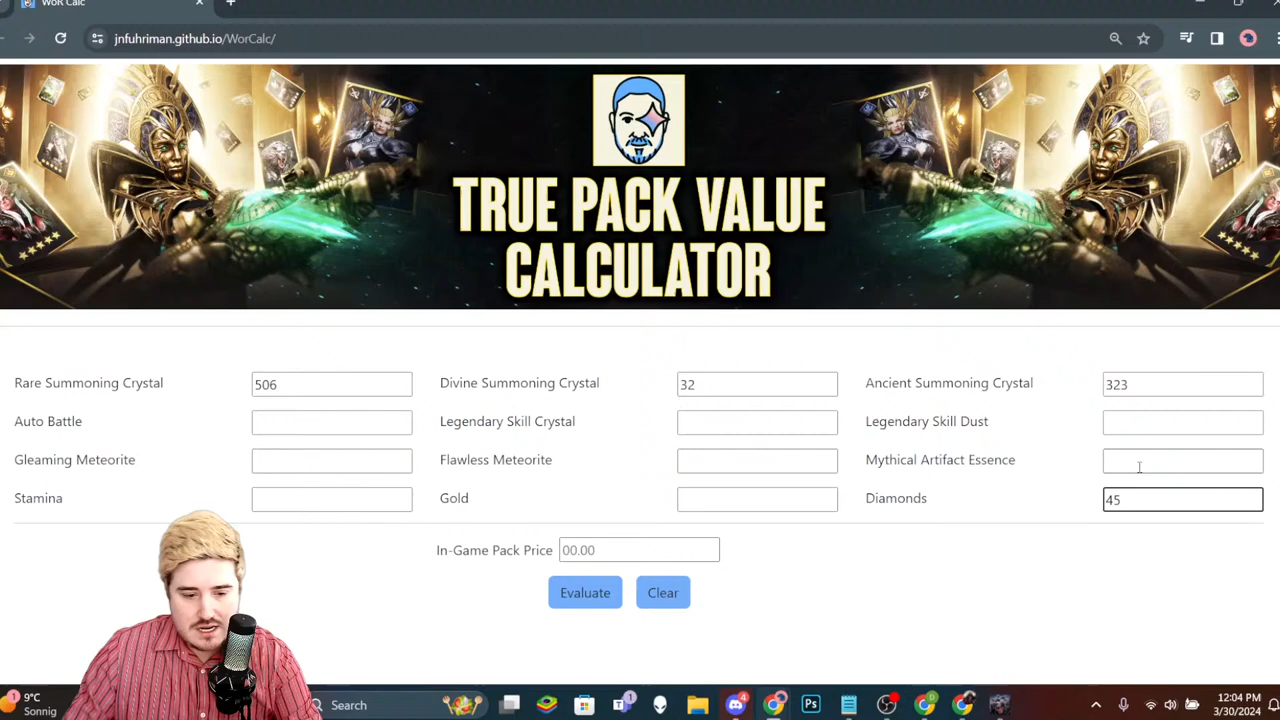 WoR Calc
jnfuhriman.github.io/WorCalc/
TRUE PACK VALUE
CALCULATOR
Rare Summoning Crystal 506 Divine Summoning Crystal 32 Ancient Summoning Crystal 323
Auto Battle Legendary Skill Crystal Legendary Skill Dust
Gleaming Meteorite Flawless Meteorite Mythical Artifact Essence
Stamina Gold Diamonds 45
In-Game Pack Price 00.00
Evaluate Clear
9°C
Sonnig
Search
12:04 PM
3/30/2024